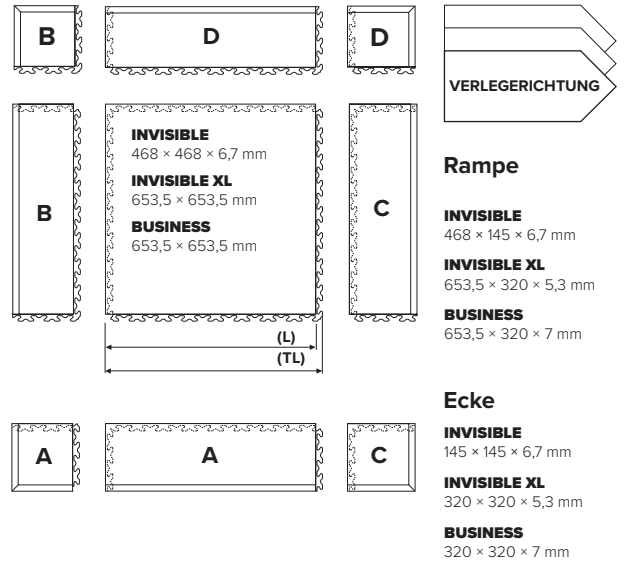 B
D
D
VERLEGERICHTUNG
B
INVISIBLE
468 × 468 × 6,7 mm
INVISIBLE XL
653,5 × 653,5 mm
BUSINESS
653,5 × 653,5 mm
C
(L)
(TL)
A
A
C
Rampe
INVISIBLE
468 × 145 × 6,7 mm
INVISIBLE XL
653,5 × 320 × 5,3 mm
BUSINESS
653,5 × 320 × 7 mm
Ecke
INVISIBLE
145 × 145 × 6,7 mm
INVISIBLE XL
320 × 320 × 5,3 mm
BUSINESS
320 × 320 × 7 mm